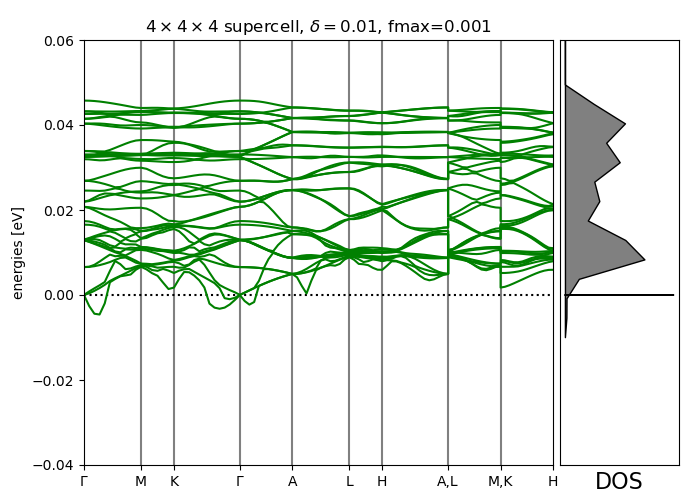 4 × 4 × 4 supercell, δ = 0.01, fmax=0.001
energies [eV]
0.06
0.04
0.02
0.00
−0.02
−0.04
Γ M K Γ A L H A,L M,K H
DOS